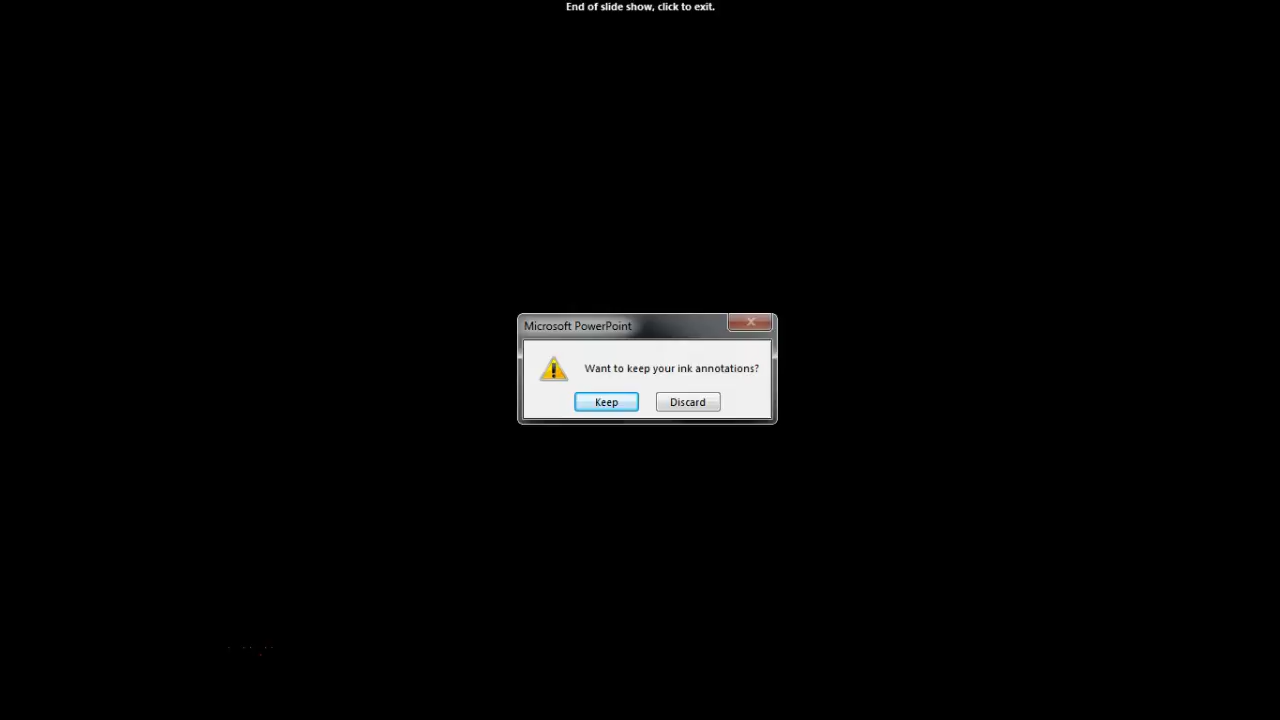 End of slide show, click to exit.
Microsoft PowerPoint
Want to keep your ink annotations?
Keep
Discard